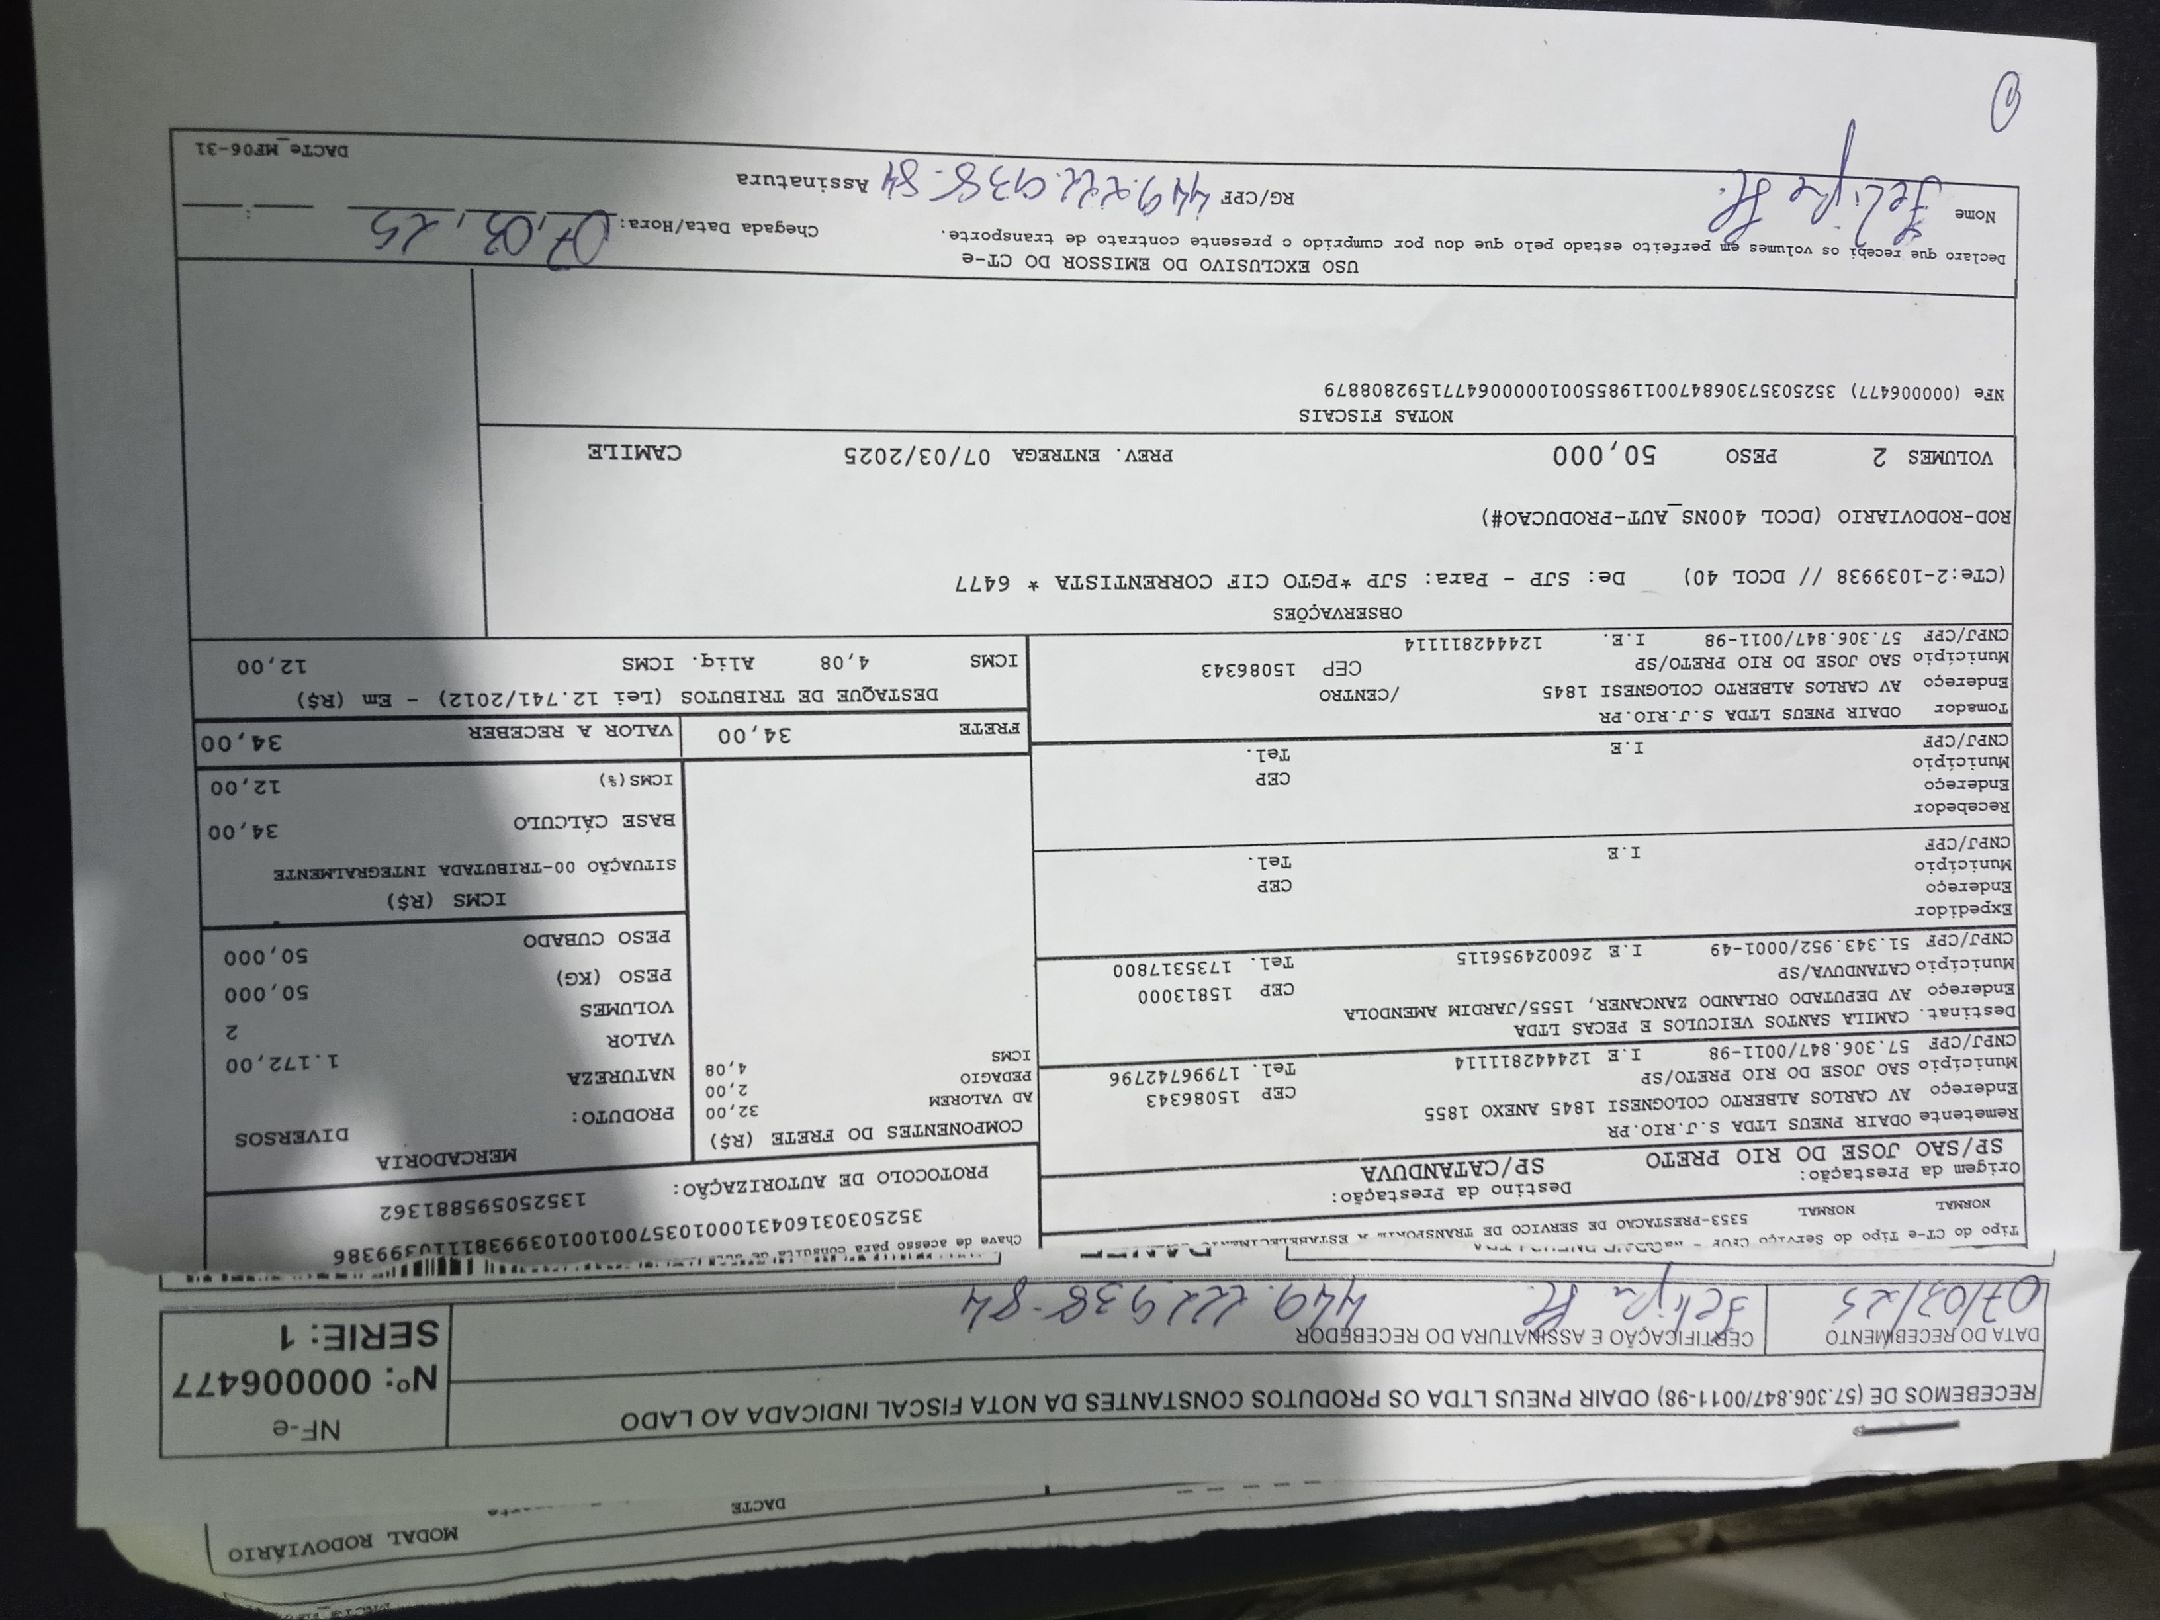 MODAL RODOVIÁRIO
DACTE
RECEBEMOS DE (57.306.847/0011-98) ODAIR PNEUS LTDA OS PRODUTOS CONSTANTES DA NOTA FISCAL INDICADA AO LADO
NF-e
Nº: 000006477
SERIE: 1
DATA DO RECEBIMENTO
07/03/25
CERTIFICAÇÃO E ASSINATURA DO RECEBEDOR
Felipe H. 449.222.938-84
Chave de acesso para consulta de
35250303160431000103570010010399381110399386
PROTOCOLO DE AUTORIZAÇÃO: 135250595881362
Tipo do CT-e Tipo do Serviço CFOP
NORMAL NORMAL 5353-PRESTACAO DE SERVICO DE TRANSPORTE A
Origem da Prestação: Destino da Prestação:
SP/SAO JOSE DO RIO PRETO SP/CATANDUVA
Remetente ODAIR PNEUS LTDA S.J.RIO.PR
Endereço AV CARLOS ALBERTO COLOGNESI 1845 ANEXO 1855
Município SAO JOSE DO RIO PRETO/SP CEP 15086343
CNPJ/CPF 57.306.847/0011-98 I.E 124442811114 Tel. 17996742796
Destinat. CAMILA SANTOS VEICULOS E PECAS LTDA
Endereço AV DEPUTADO ORLANDO ZANCANER, 1555/JARDIM AMENDOLA
Município CATANDUVA/SP CEP 15813000
CNPJ/CPF 51.343.952/0001-49 I.E 260024956115 Tel. 1735317800
Expedidor
Endereço
Município CEP
CNPJ/CPF I.E Tel.
Recebedor
Endereço
Município CEP
CNPJ/CPF I.E Tel.
Tomador ODAIR PNEUS LTDA S.J.RIO.PR
Endereço AV CARLOS ALBERTO COLOGNESI 1845 /CENTRO
Município SAO JOSE DO RIO PRETO/SP CEP 15086343
CNPJ/CPF 57.306.847/0011-98 I.E. 124442811114
COMPONENTES DO FRETE (R$)
AD VALOREM 32,00
PEDAGIO 2,00
ICMS 4,08
MERCADORIA
PRODUTO: DIVERSOS
NATUREZA
VALOR 1.172,00
VOLUMES 2
PESO (KG) 50,000
PESO CUBADO 50,000
ICMS (R$)
SITUAÇÃO 00-TRIBUTADA INTEGRALMENTE
BASE CÁLCULO 34,00
ICMS(%) 12,00
FRETE 34,00 VALOR A RECEBER 34,00
DESTAQUE DE TRIBUTOS (Lei 12.741/2012) - Em (R$)
ICMS 4,08 Aliq. ICMS 12,00
OBSERVAÇÕES
(CTe:2-1039938 // DCOL 40) De: SJP - Para: SJP *PGTO CIF CORRENTISTA * 6477
ROD-RODOVIARIO (DCOL 400NS_AUT-PRODUCAO#)
VOLUMES 2 PESO 50,000 PREV. ENTREGA 07/03/2025 CAMILE
NOTAS FISCAIS
NFe (000006477) 35250357306847001198550010000064771592808879
USO EXCLUSIVO DO EMISSOR DO CT-e
Declaro que recebi os volumes em perfeito estado pelo que dou por cumprido o presente contrato de transporte.
Chegada Data/Hora: 07,03,25 __:__
Nome Felipe H. RG/CPF 449.222.938-84 Assinatura
DACTe_MF06-31